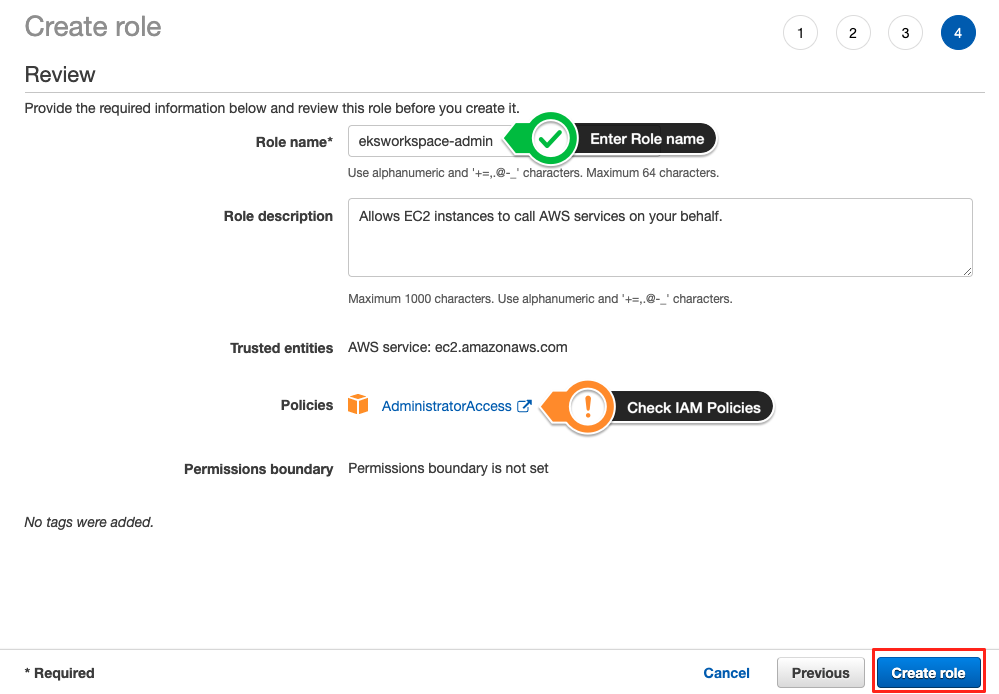 Create role
1 2 3 4
Review
Provide the required information below and review this role before you create it.
Role name* eksworkspace-admin Enter Role name
Use alphanumeric and '+=,.@-_' characters. Maximum 64 characters.
Role description Allows EC2 instances to call AWS services on your behalf.
Maximum 1000 characters. Use alphanumeric and '+=,.@-_' characters.
Trusted entities AWS service: ec2.amazonaws.com
Policies AdministratorAccess ! Check IAM Policies
Permissions boundary Permissions boundary is not set
No tags were added.
* Required Cancel Previous Create role